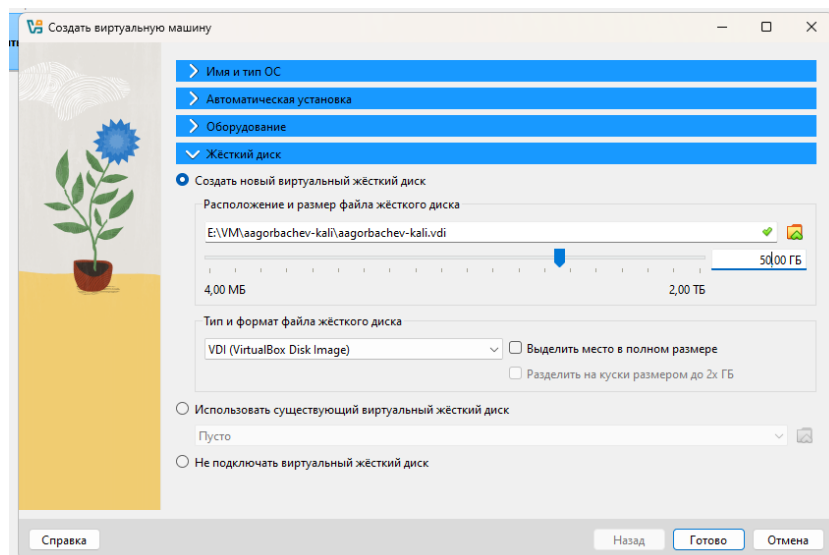 Создать виртуальную машину
Имя и тип ОС
Автоматическая установка
Оборудование
Жёсткий диск
Создать новый виртуальный жёсткий диск
Расположение и размер файла жёсткого диска
E:\VM\aagorbachev-kali\aagorbachev-kali.vdi
50,00 ГБ
4,00 МБ 2,00 ТБ
Тип и формат файла жёсткого диска
VDI (VirtualBox Disk Image) Выделить место в полном размере
Разделить на куски размером до 2х ГБ
Использовать существующий виртуальный жёсткий диск
Пусто
Не подключать виртуальный жёсткий диск
Справка Назад Готово Отмена